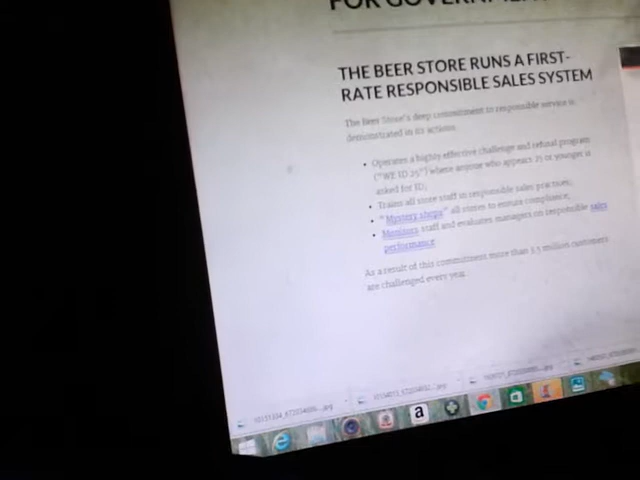 FOR GOVERNMENT
THE BEER STORE RUNS A FIRST-
RATE RESPONSIBLE SALES SYSTEM
The Beer Store's deep commitment to responsible service is
demonstrated in its actions.
• Operates a highly effective challenge and refusal program
("WE ID 25") where anyone who appears 25 or younger is
asked for ID;
• Trains all store staff in responsible sales practices;
• "Mystery shops" all stores to ensure compliance;
• Monitors staff and evaluates managers on responsible sales
performance
As a result of this commitment more than 3.5 million customers
are challenged every year.